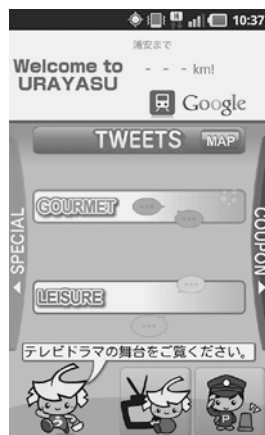 10:37
浦安まで
Welcome to
URAYASU
- - - km!
Google
TWEETS MAP
SPECIAL
GOURMET
COUPON
LEISURE
テレビドラマの舞台をご覧ください。
P